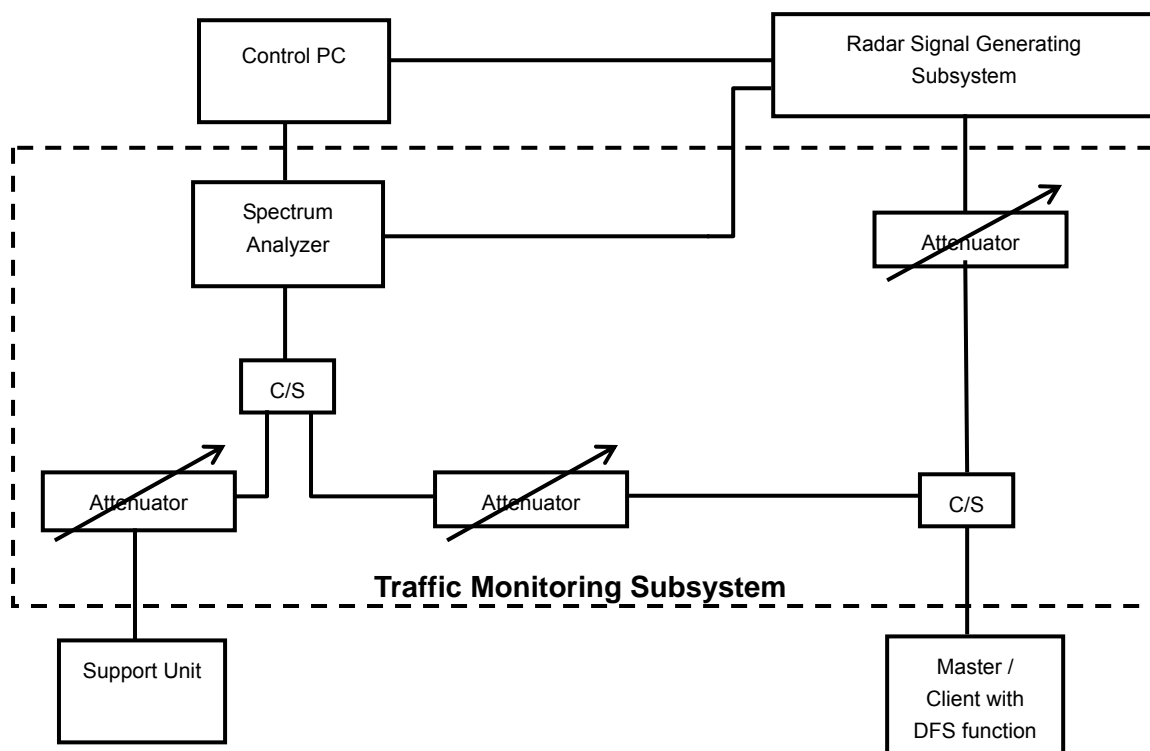 Control PC
Radar Signal Generating
Subsystem
Spectrum
Analyzer
Attenuator
C/S
Attenuator
Attenuator
C/S
Traffic Monitoring Subsystem
Support Unit
Master /
Client with
DFS function